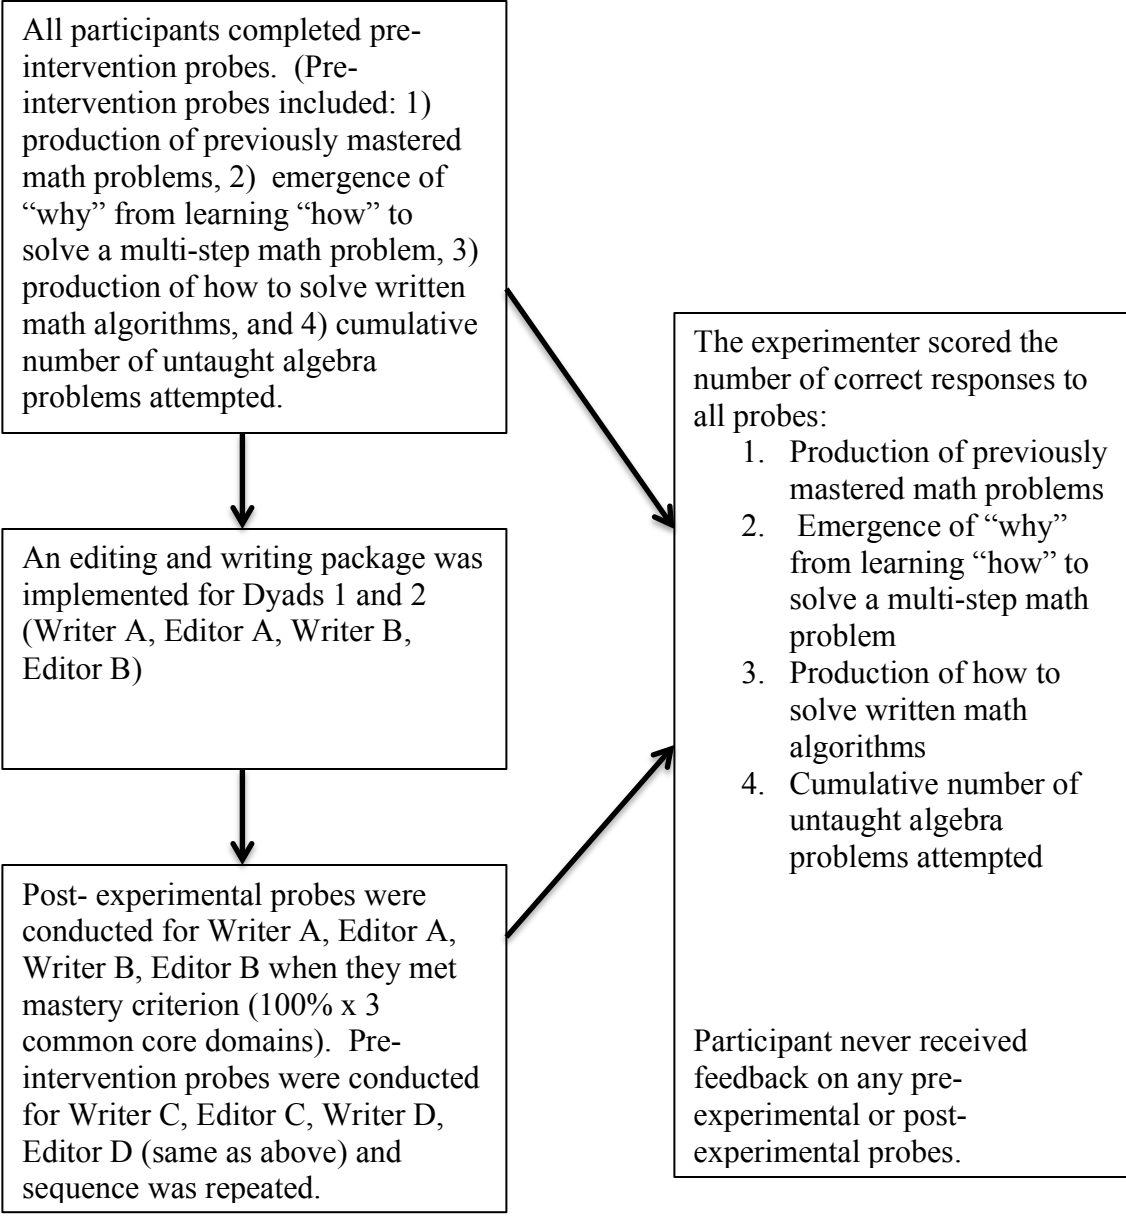 All participants completed pre-
intervention probes.  (Pre-
intervention probes included: 1)
production of previously mastered
math problems, 2)  emergence of
“why” from learning “how” to
solve a multi-step math problem, 3)
production of how to solve written
math algorithms, and 4) cumulative
number of untaught algebra
problems attempted.
An editing and writing package was
implemented for Dyads 1 and 2
(Writer A, Editor A, Writer B,
Editor B)
Post- experimental probes were
conducted for Writer A, Editor A,
Writer B, Editor B when they met
mastery criterion (100% x 3
common core domains).  Pre-
intervention probes were conducted
for Writer C, Editor C, Writer D,
Editor D (same as above) and
sequence was repeated.
The experimenter scored the
number of correct responses to
all probes:
1. Production of previously
mastered math problems
2. Emergence of “why”
from learning “how” to
solve a multi-step math
problem
3. Production of how to
solve written math
algorithms
4. Cumulative number of
untaught algebra
problems attempted
Participant never received
feedback on any pre-
experimental or post-
experimental probes.